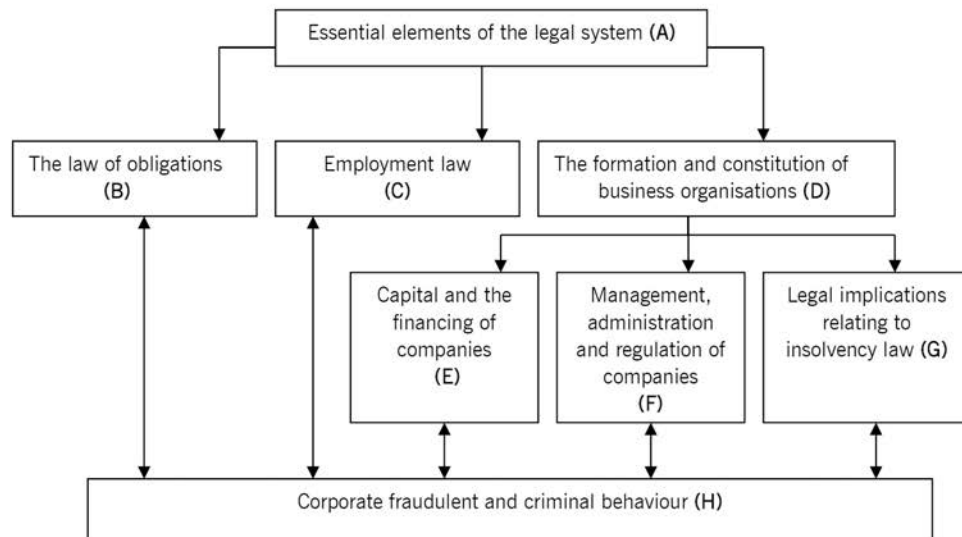 Essential elements of the legal system (A)
The law of obligations
(B)
Employment law
(C)
The formation and constitution of
business organisations (D)
Capital and the
financing of
companies
(E)
Management,
administration
and regulation of
companies
(F)
Legal implications
relating to
insolvency law (G)
Corporate fraudulent and criminal behaviour (H)